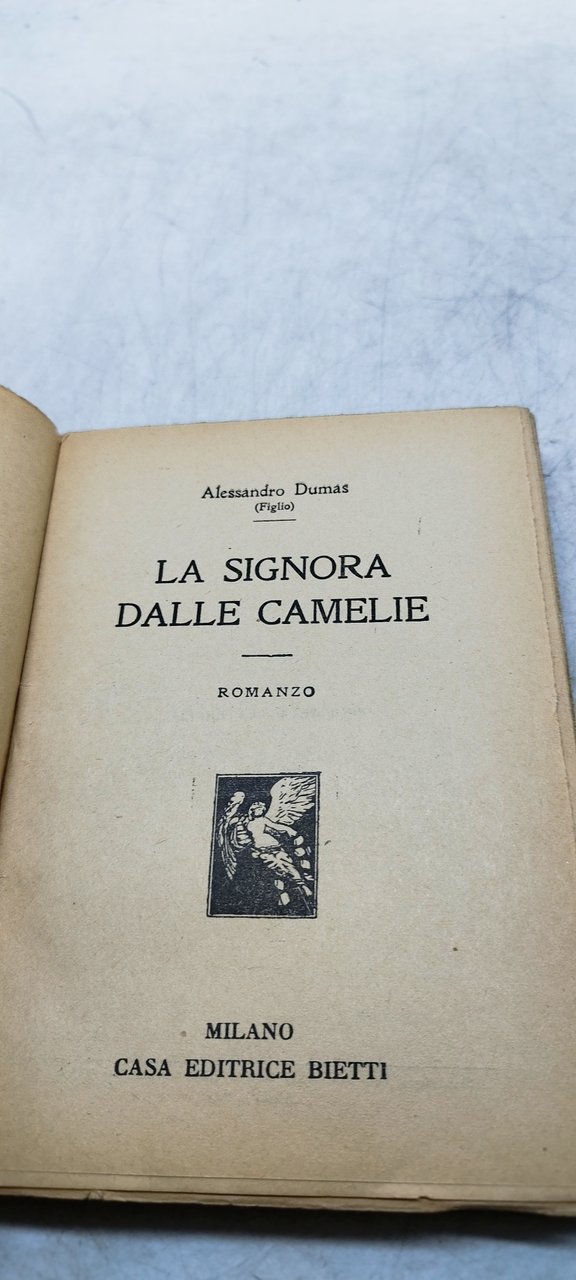 Alessandro Dumas
(Figlio)
LA SIGNORA
DALLE CAMELIE
ROMANZO
MILANO
CASA EDITRICE BIETTI